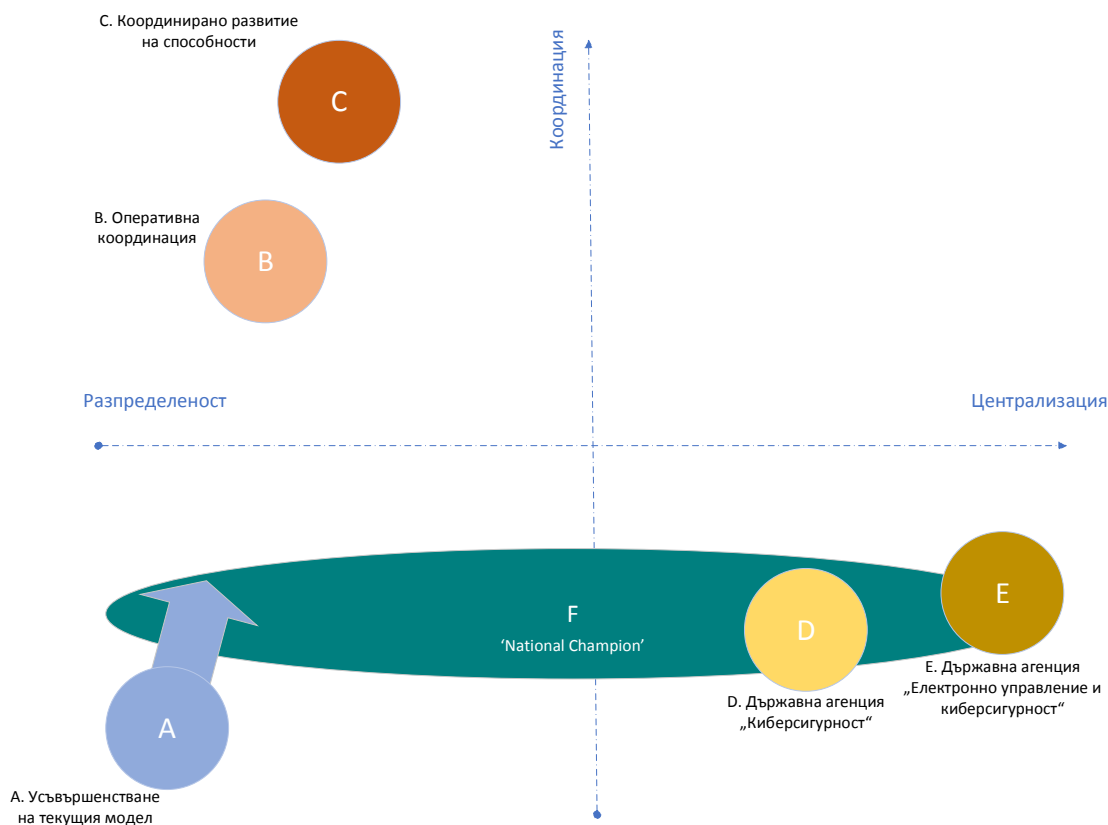 C. Координирано развитие
на способности
C
Координация
B. Оперативна
координация
B
Разпределеност
Централизация
F
'National Champion'
D
E
A
D. Държавна агенция
„Киберсигурност“
E. Държавна агенция
„Електронно управление и
киберсигурност“
A. Усъвършенстване
на текущия модел